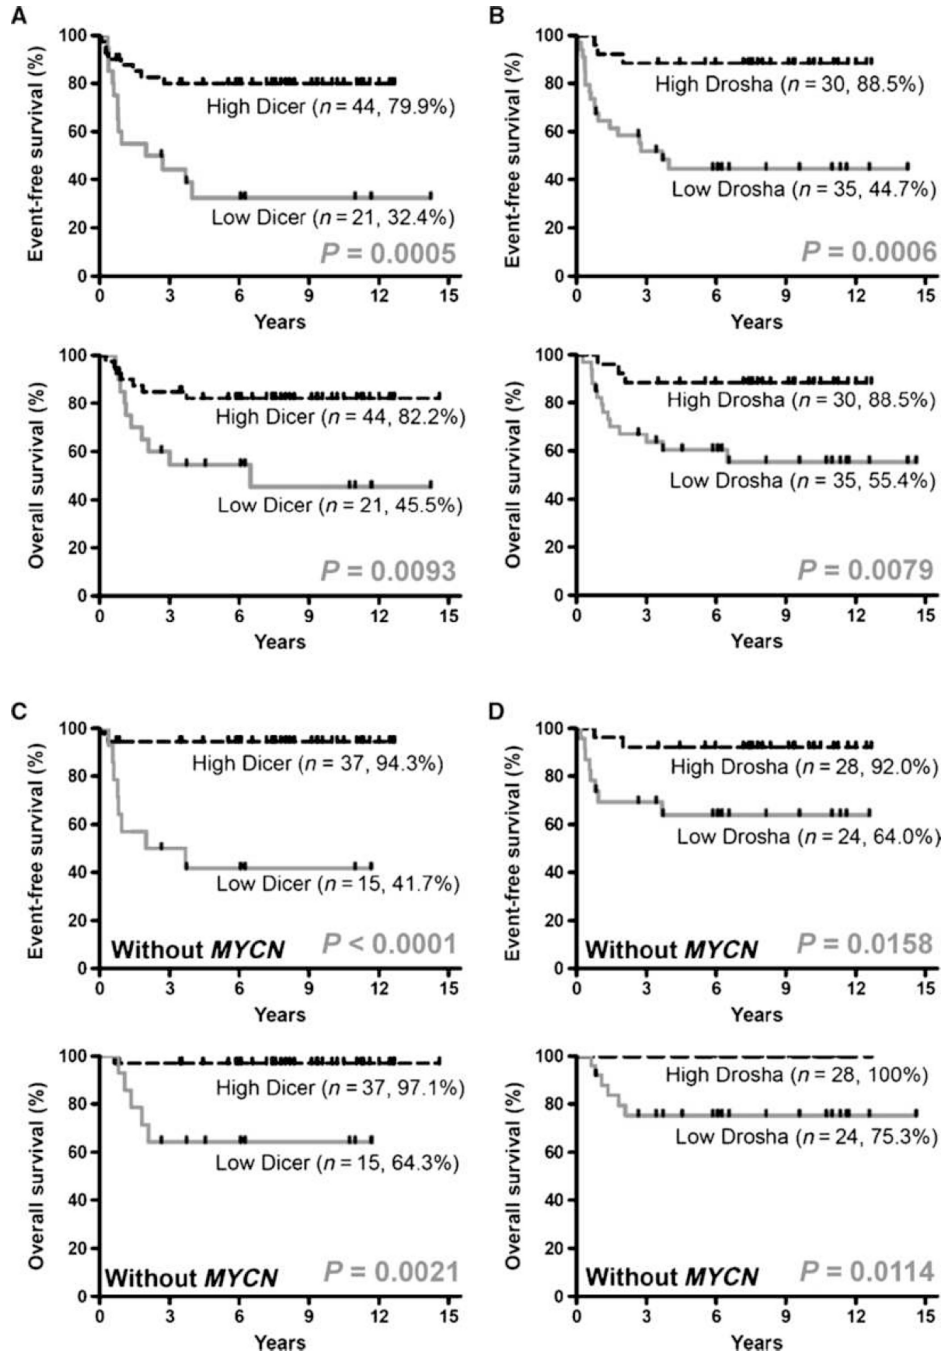 A
Event-free survival (%)
100
80
60
40
20
0
High Dicer (n = 44, 79.9%)
Low Dicer (n = 21, 32.4%)
P = 0.0005
0 3 6 9 12 15
Years
Overall survival (%)
100
80
60
40
20
0
High Dicer (n = 44, 82.2%)
Low Dicer (n = 21, 45.5%)
P = 0.0093
0 3 6 9 12 15
Years
B
Event-free survival (%)
100
80
60
40
20
0
High Drosha (n = 30, 88.5%)
Low Drosha (n = 35, 44.7%)
P = 0.0006
0 3 6 9 12 15
Years
Overall survival (%)
100
80
60
40
20
0
High Drosha (n = 30, 88.5%)
Low Drosha (n = 35, 55.4%)
P = 0.0079
0 3 6 9 12 15
Years
C
Event-free survival (%)
100
80
60
40
20
0
High Dicer (n = 37, 94.3%)
Low Dicer (n = 15, 41.7%)
Without MYCN P < 0.0001
0 3 6 9 12 15
Years
Overall survival (%)
100
80
60
40
20
0
High Dicer (n = 37, 97.1%)
Low Dicer (n = 15, 64.3%)
Without MYCN P = 0.0021
0 3 6 9 12 15
Years
D
Event-free survival (%)
100
80
60
40
20
0
High Drosha (n = 28, 92.0%)
Low Drosha (n = 24, 64.0%)
Without MYCN P = 0.0158
0 3 6 9 12 15
Years
Overall survival (%)
100
80
60
40
20
0
High Drosha (n = 28, 100%)
Low Drosha (n = 24, 75.3%)
Without MYCN P = 0.0114
0 3 6 9 12 15
Years